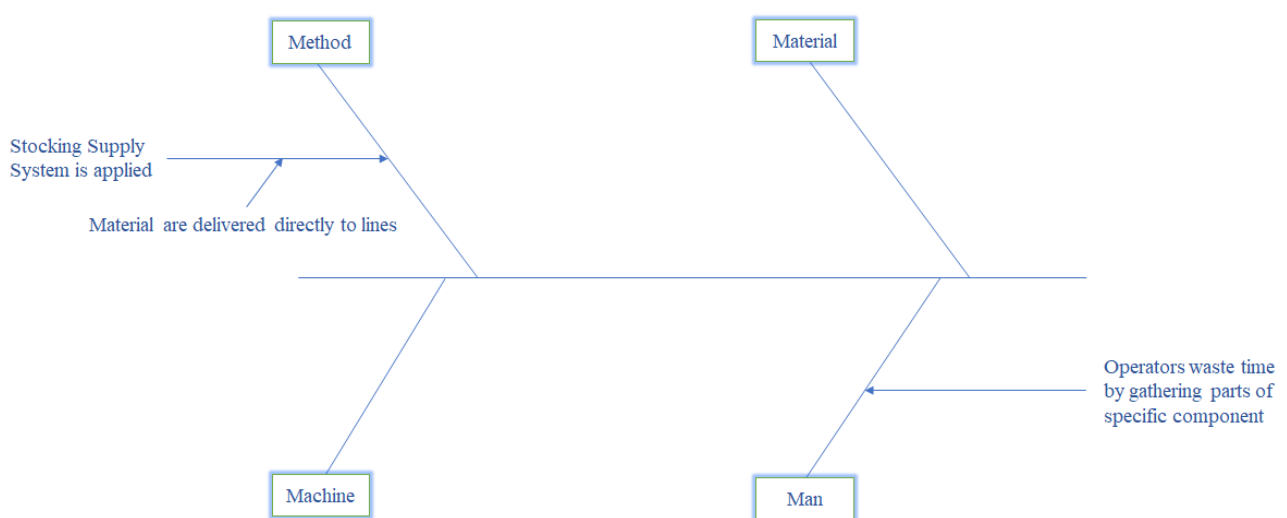 Method
Material
Stocking Supply
System is applied
Material are delivered directly to lines
Operators waste time
by gathering parts of
specific component
Machine
Man